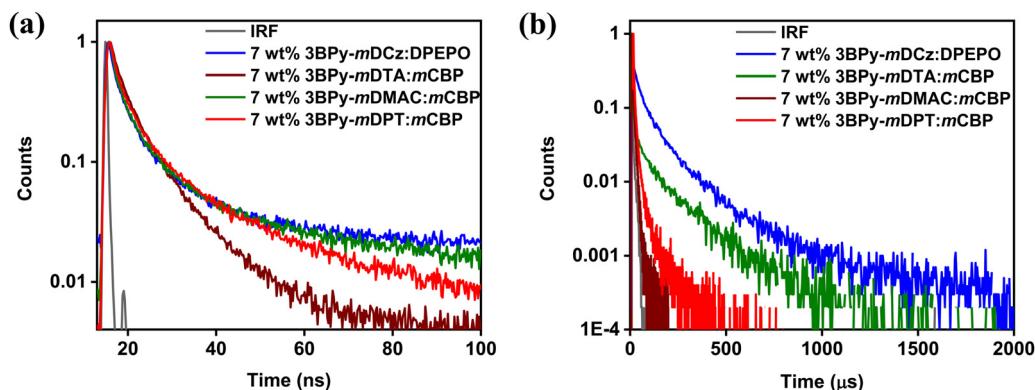 (a)
IRF
7 wt% 3BPy-mDCz:DPEPO
7 wt% 3BPy-mDTA:mCBP
7 wt% 3BPy-mDMAC:mCBP
7 wt% 3BPy-mDPT:mCBP
Counts
1
0.1
0.01
20 40 60 80 100
Time (ns)
(b)
IRF
7 wt% 3BPy-mDCz:DPEPO
7 wt% 3BPy-mDTA:mCBP
7 wt% 3BPy-mDMAC:mCBP
7 wt% 3BPy-mDPT:mCBP
Counts
1
0.1
0.01
0.001
1E-4
0 500 1000 1500 2000
Time (μs)